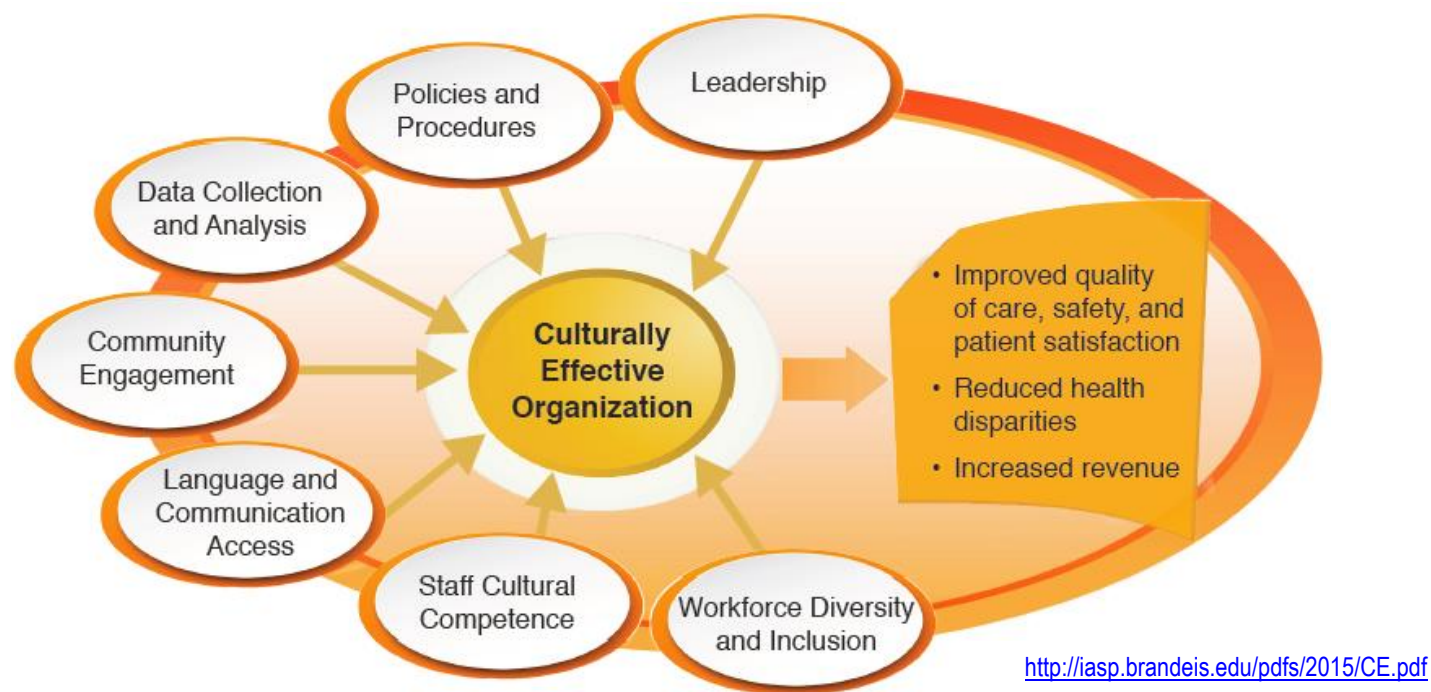 Leadership
Policies and
Procedures
Data Collection
and Analysis
Community
Engagement
Language and
Communication
Access
Staff Cultural
Competence
Workforce Diversity
and Inclusion
Culturally
Effective
Organization
• Improved quality
of care, safety, and
patient satisfaction
• Reduced health
disparities
• Increased revenue
http://iasp.brandeis.edu/pdfs/2015/CE.pdf